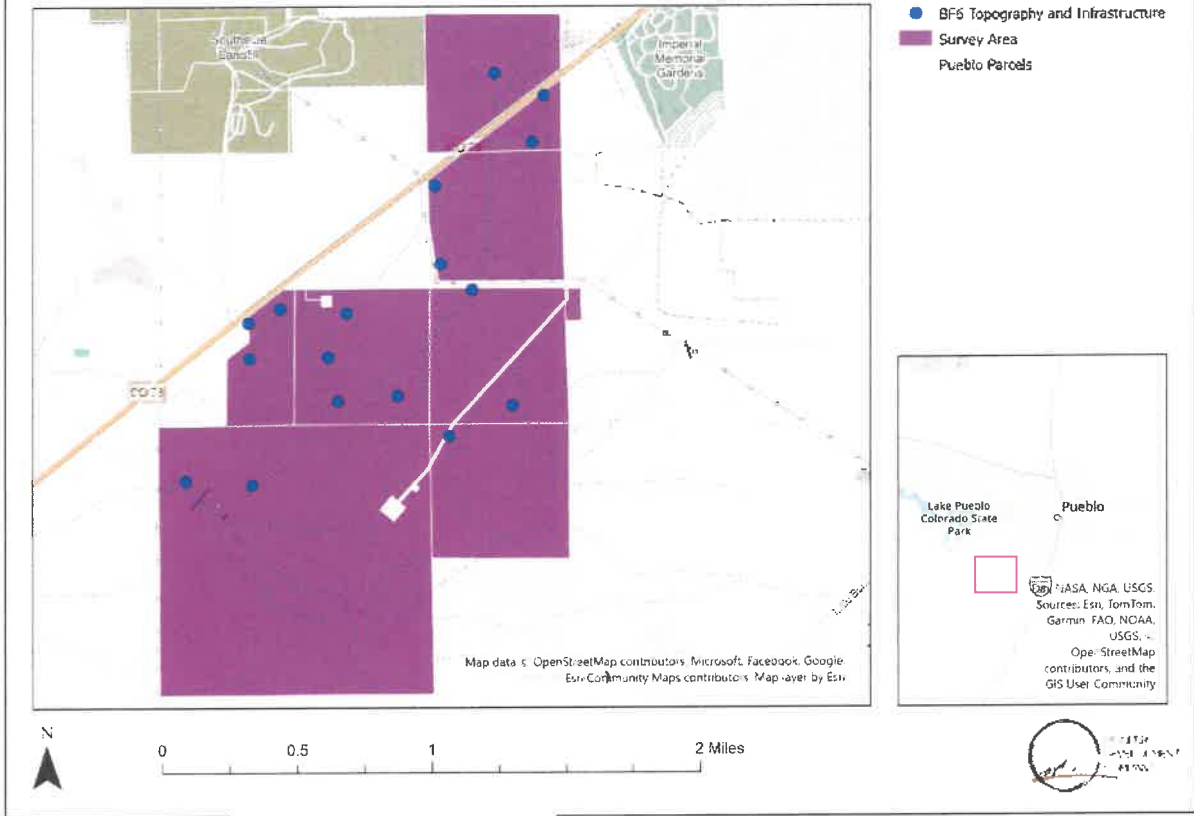 BF6 Topography and Infrastructure
Survey Area
Pueblo Parcels
Imperial
Memorial
Gardens
CO 78
Map data © OpenStreetMap contributors, Microsoft, Facebook, Google,
Esri Community Maps contributors, Map layer by Esri
Lake Pueblo
Colorado State
Park
Pueblo
Esri, NASA, NGA, USGS
Sources: Esri, TomTom,
Garmin, FAO, NOAA,
USGS, ©
OpenStreetMap
contributors, and the
GIS User Community
N
0
0.5
1
2 Miles